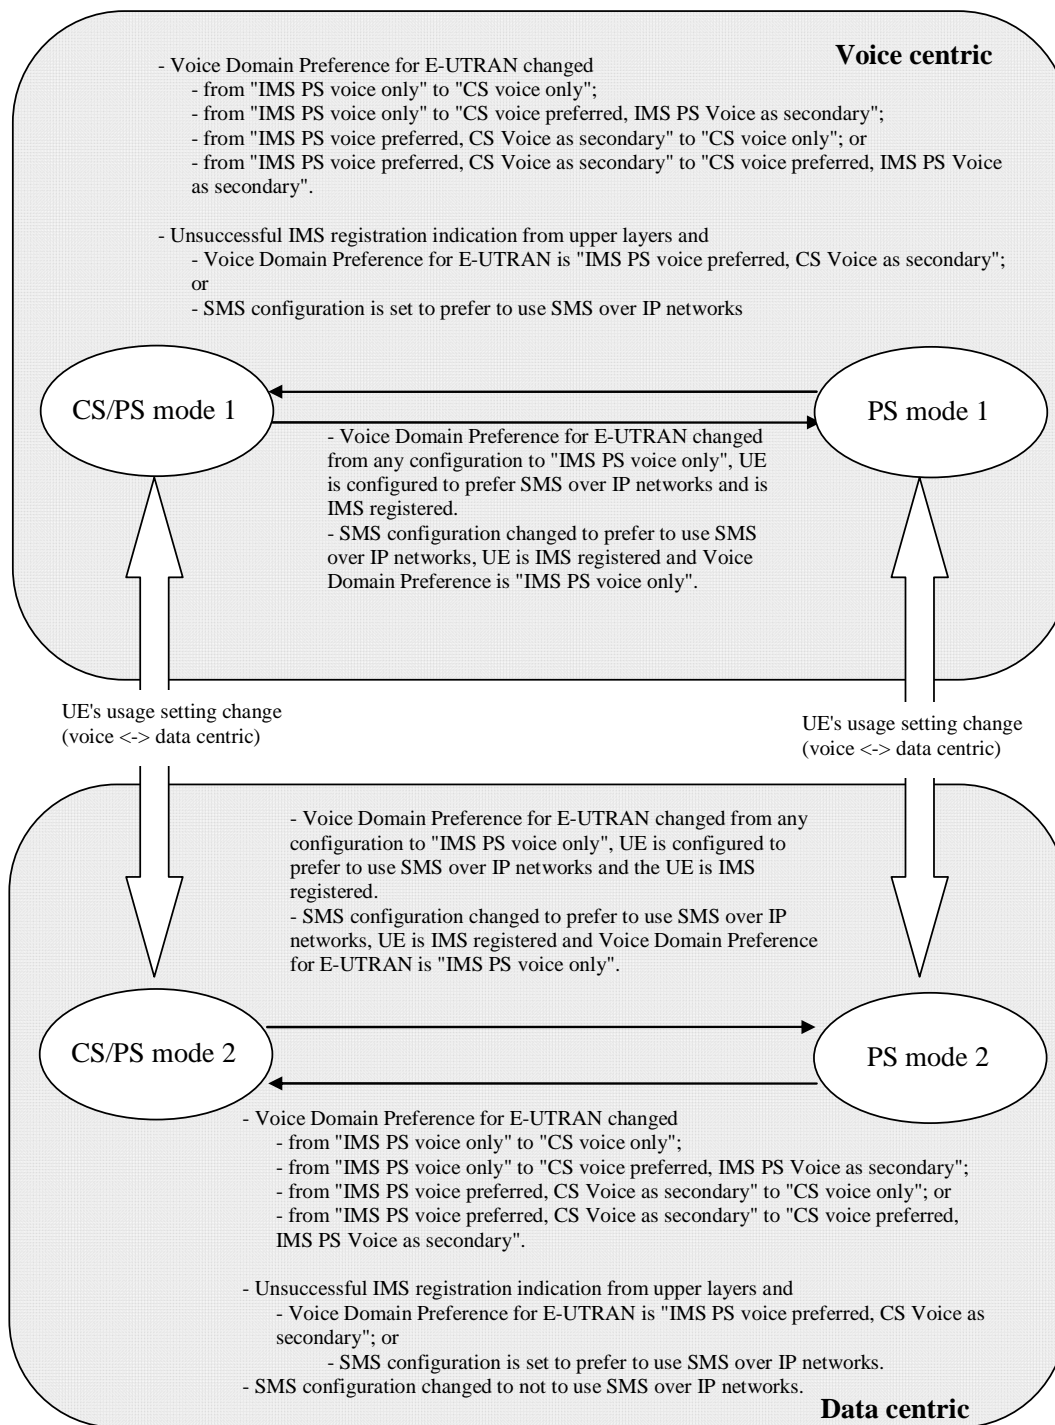 Voice centric
- Voice Domain Preference for E-UTRAN changed
- from "IMS PS voice only" to "CS voice only";
- from "IMS PS voice only" to "CS voice preferred, IMS PS Voice as secondary";
- from "IMS PS voice preferred, CS Voice as secondary" to "CS voice only"; or
- from "IMS PS voice preferred, CS Voice as secondary" to "CS voice preferred, IMS PS Voice
as secondary".
- Unsuccessful IMS registration indication from upper layers and
- Voice Domain Preference for E-UTRAN is "IMS PS voice preferred, CS Voice as secondary";
or
- SMS configuration is set to prefer to use SMS over IP networks
CS/PS mode 1
PS mode 1
- Voice Domain Preference for E-UTRAN changed
from any configuration to "IMS PS voice only", UE
is configured to prefer SMS over IP networks and is
IMS registered.
- SMS configuration changed to prefer to use SMS
over IP networks, UE is IMS registered and Voice
Domain Preference is "IMS PS voice only".
UE's usage setting change
(voice <-> data centric)
UE's usage setting change
(voice <-> data centric)
- Voice Domain Preference for E-UTRAN changed from any
configuration to "IMS PS voice only", UE is configured to
prefer to use SMS over IP networks and the UE is IMS
registered.
- SMS configuration changed to prefer to use SMS over IP
networks, UE is IMS registered and Voice Domain Preference
for E-UTRAN is "IMS PS voice only".
CS/PS mode 2
PS mode 2
- Voice Domain Preference for E-UTRAN changed
- from "IMS PS voice only" to "CS voice only";
- from "IMS PS voice only" to "CS voice preferred, IMS PS Voice as secondary";
- from "IMS PS voice preferred, CS Voice as secondary" to "CS voice only"; or
- from "IMS PS voice preferred, CS Voice as secondary" to "CS voice preferred,
IMS PS Voice as secondary".
- Unsuccessful IMS registration indication from upper layers and
- Voice Domain Preference for E-UTRAN is "IMS PS voice preferred, CS Voice as
secondary"; or
- SMS configuration is set to prefer to use SMS over IP networks.
- SMS configuration changed to not to use SMS over IP networks.
Data centric